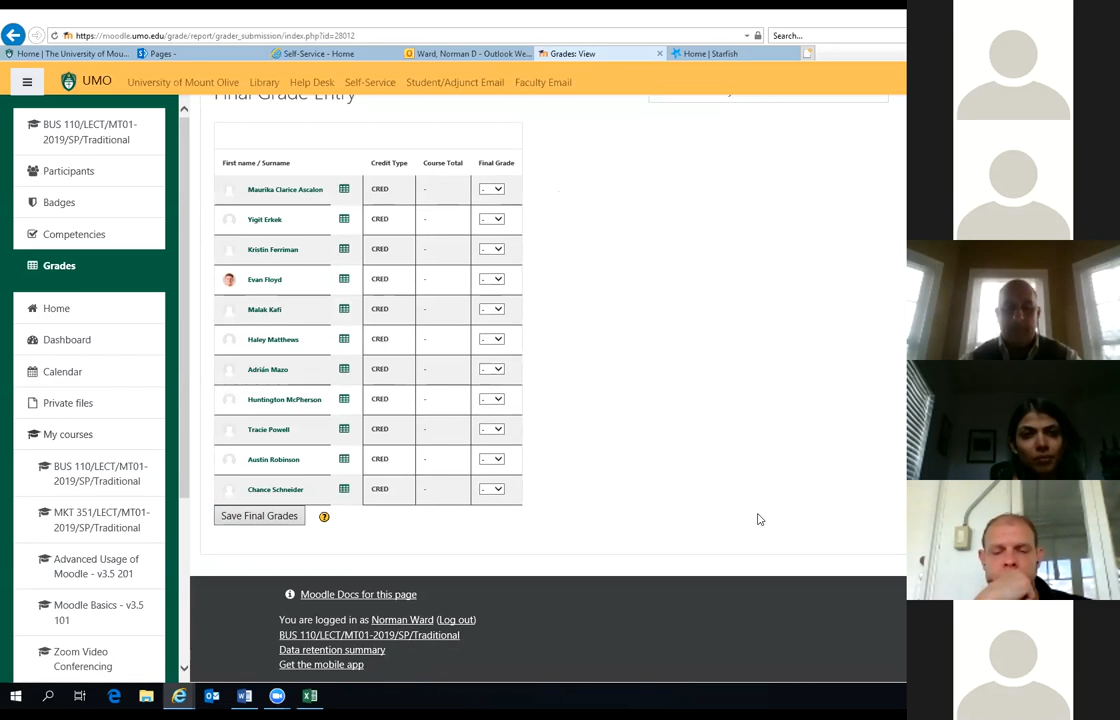 https://moodle.umo.edu/grade/report/grader_submission/index.php?id=28012
Search...
Home | The University of Mou...
Pages -
Self-Service - Home
Ward, Norman D - Outlook We...
Grades: View
Home | Starfish
UMO
University of Mount Olive
Library
Help Desk
Self-Service
Student/Adjunct Email
Faculty Email
BUS 110/LECT/MT01-
2019/SP/Traditional
Participants
Badges
Competencies
Grades
Home
Dashboard
Calendar
Private files
My courses
BUS 110/LECT/MT01-
2019/SP/Traditional
MKT 351/LECT/MT01-
2019/SP/Traditional
Advanced Usage of
Moodle - v3.5 201
Moodle Basics - v3.5
101
Zoom Video
Conferencing
Final Grade Entry
First name / Surname Credit Type Course Total Final Grade
Maurika Clarice Ascalon CRED - -
Yigit Erkek CRED - -
Kristin Ferriman CRED - -
Evan Floyd CRED - -
Malak Kafi CRED - -
Haley Matthews CRED - -
Adrián Mazo CRED - -
Huntington McPherson CRED - -
Tracie Powell CRED - -
Austin Robinson CRED - -
Chance Schneider CRED - -
Save Final Grades
Moodle Docs for this page
You are logged in as Norman Ward (Log out)
BUS 110/LECT/MT01-2019/SP/Traditional
Data retention summary
Get the mobile app